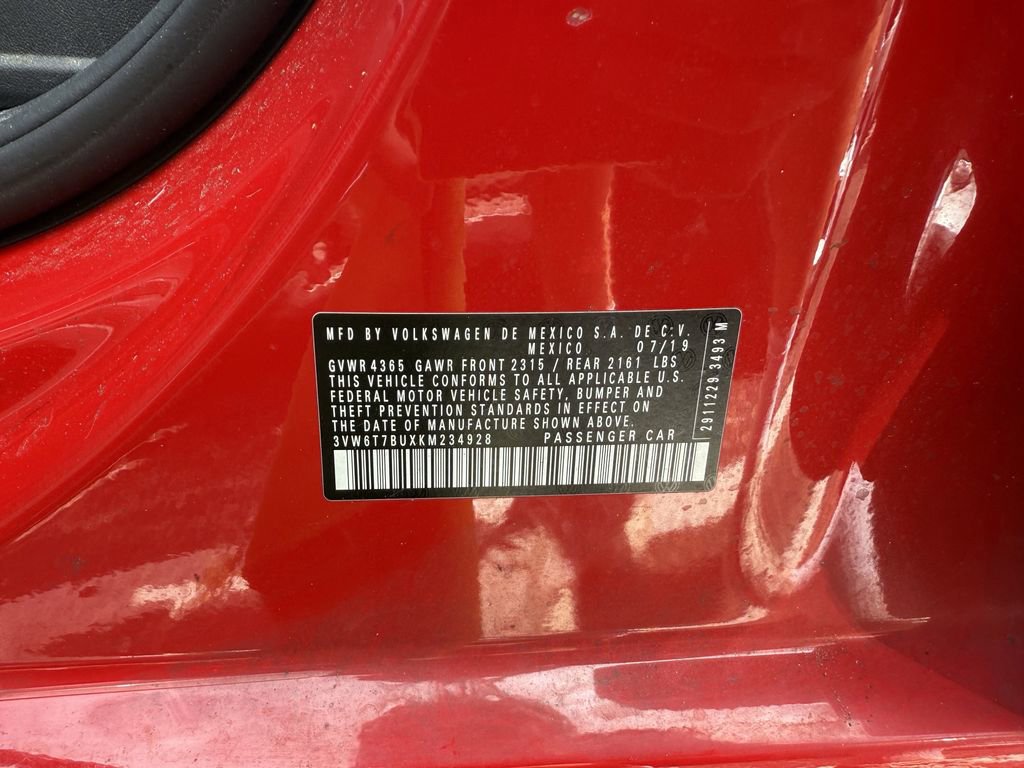 MFD BY VOLKSWAGEN DE MEXICO S.A. DE C.V.
MEXICO 07/19
GVWR 4365 GAWR FRONT 2315 / REAR 2161 LBS
THIS VEHICLE CONFORMS TO ALL APPLICABLE U.S.
FEDERAL MOTOR VEHICLE SAFETY, BUMPER AND
THEFT PREVENTION STANDARDS IN EFFECT ON
THE DATE OF MANUFACTURE SHOWN ABOVE.
3VW6T7BUXKM234928 PASSENGER CAR
2911229 3493 M